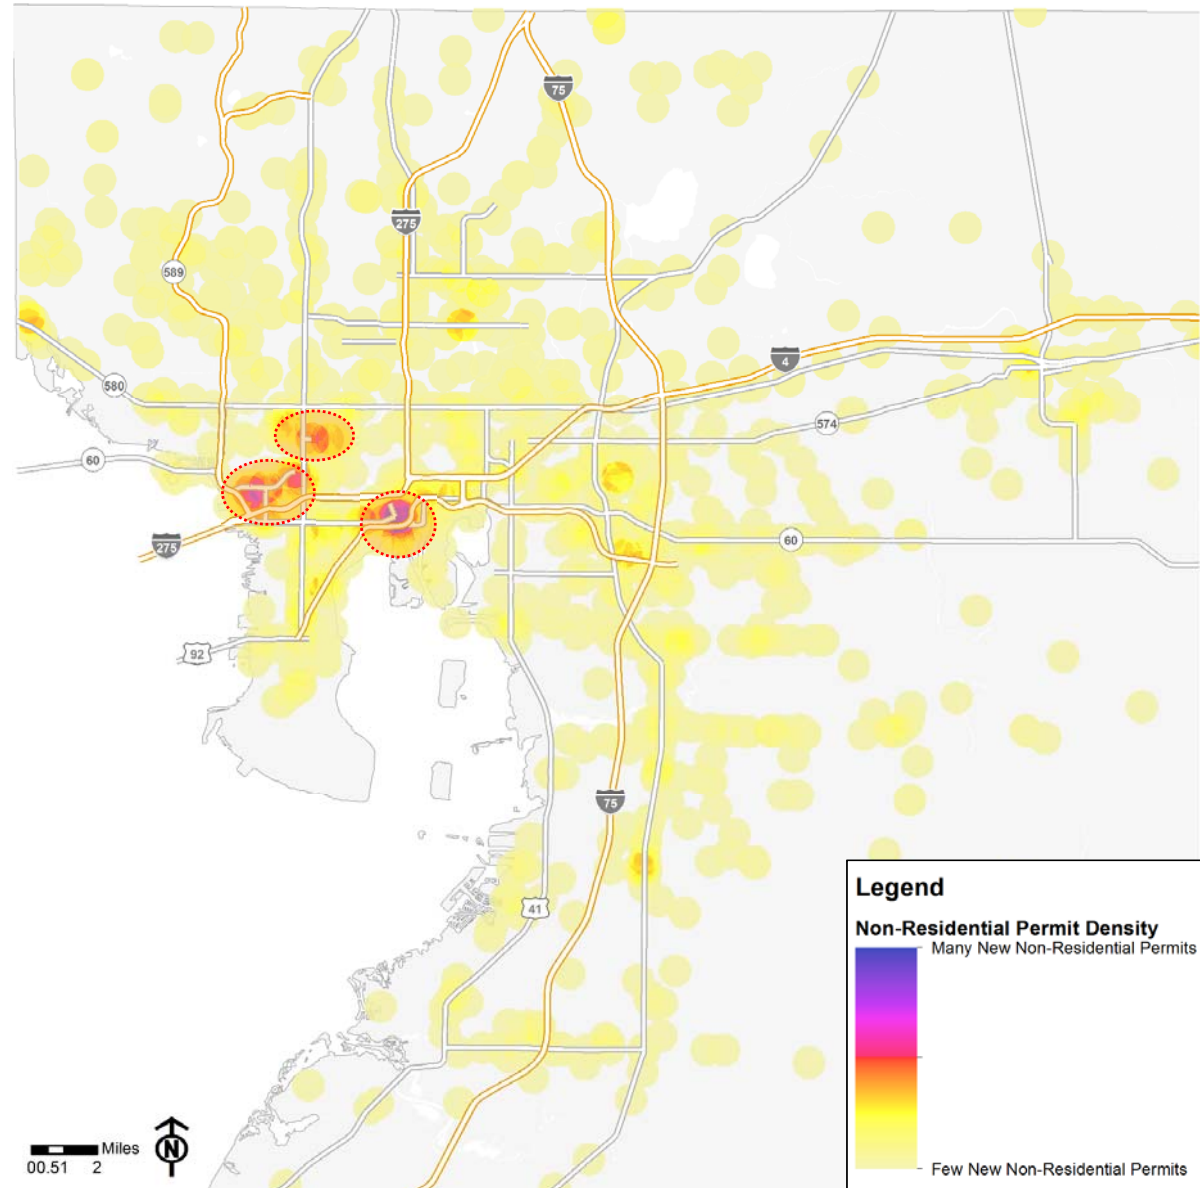 75
275
589
4
580
574
60
275
60
92
75
41
Legend
Non-Residential Permit Density
Many New Non-Residential Permits
Few New Non-Residential Permits
N
Miles
00.51 2